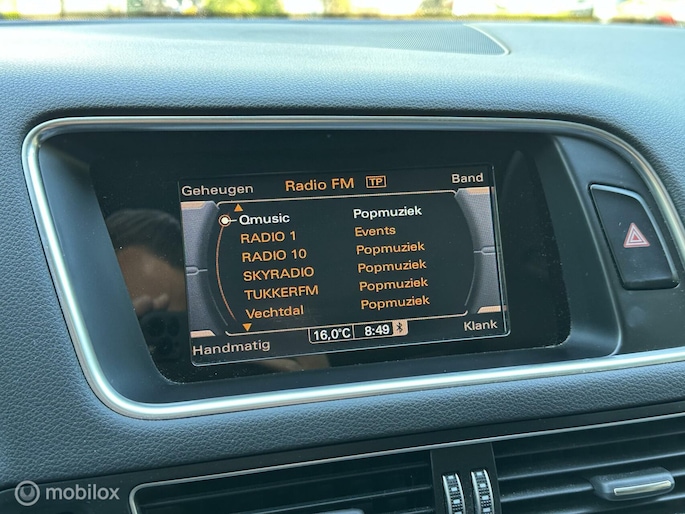 Geheugen Radio FM TP Band
Qmusic Popmuziek
RADIO 1 Events
RADIO 10 Popmuziek
SKYRADIO Popmuziek
TUKKERFM Popmuziek
Vechtdal Popmuziek
Handmatig 16,0°C 8:49 Klank
mobilox